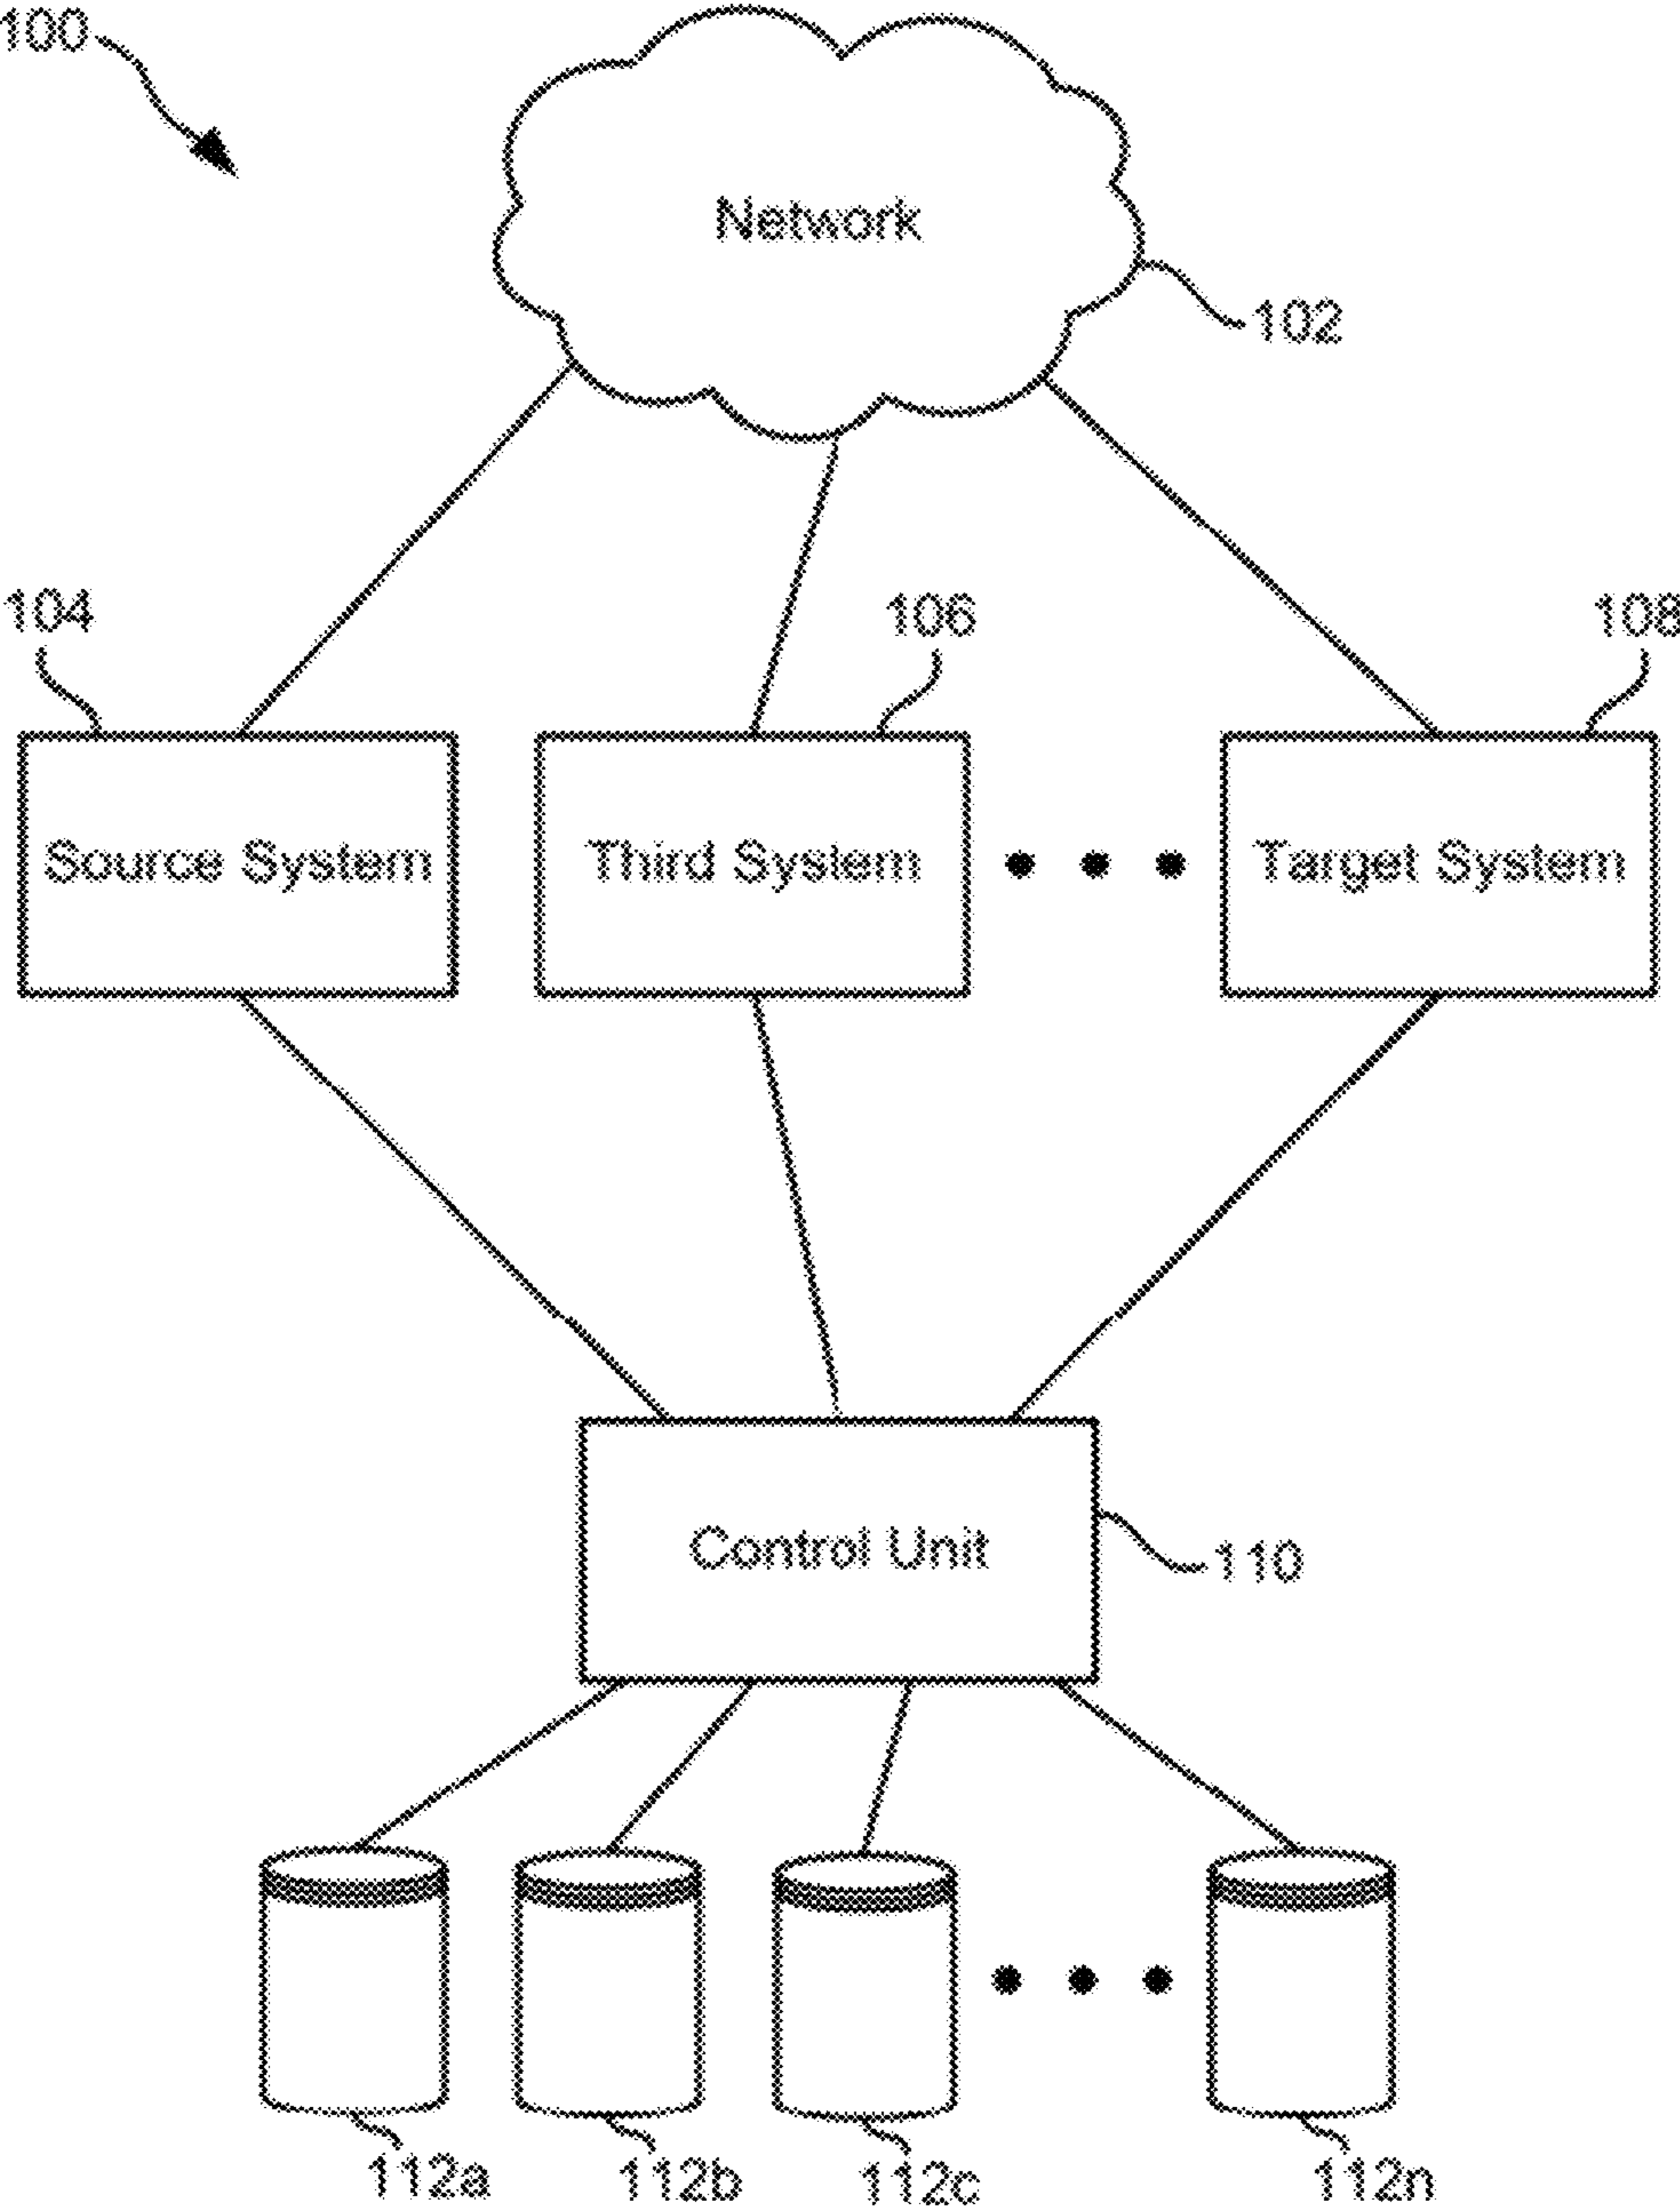 100
Network
102
104
106
108
Source System
Third System
Target System
Control Unit
110
112a
112b
112c
112n